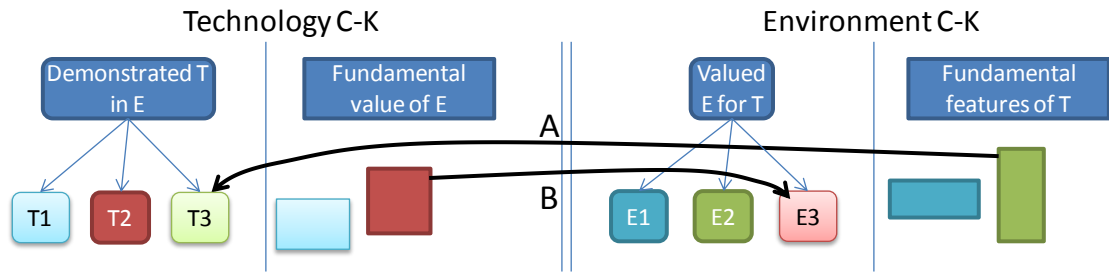 Technology C-K
Environment C-K
Demonstrated T
in E
Fundamental
value of E
Valued
E for T
Fundamental
features of T
A
B
T1
T2
T3
E1
E2
E3